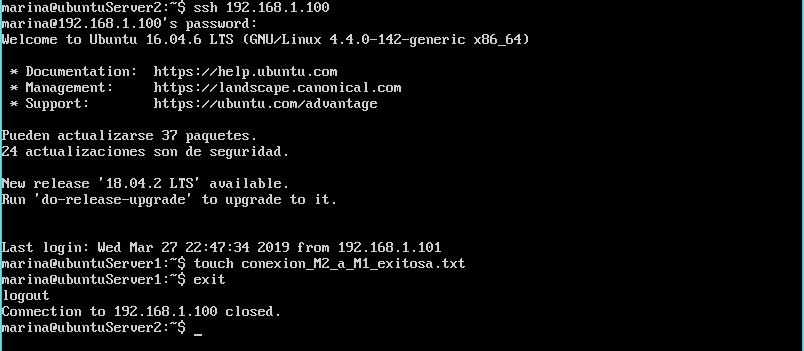 marina@ubuntuServer2:~$ ssh 192.168.1.100
marina@192.168.1.100's password:
Welcome to Ubuntu 16.04.6 LTS (GNU/Linux 4.4.0-142-generic x86_64)
* Documentation: https://help.ubuntu.com
* Management: https://landscape.canonical.com
* Support: https://ubuntu.com/advantage
Pueden actualizarse 37 paquetes.
24 actualizaciones son de seguridad.
New release '18.04.2 LTS' available.
Run 'do-release-upgrade' to upgrade to it.
Last login: Wed Mar 27 22:47:34 2019 from 192.168.1.101
marina@ubuntuServer1:~$ touch conexion_M2_a_M1_exitosa.txt
marina@ubuntuServer1:~$ exit
logout
Connection to 192.168.1.100 closed.
marina@ubuntuServer2:~$ _